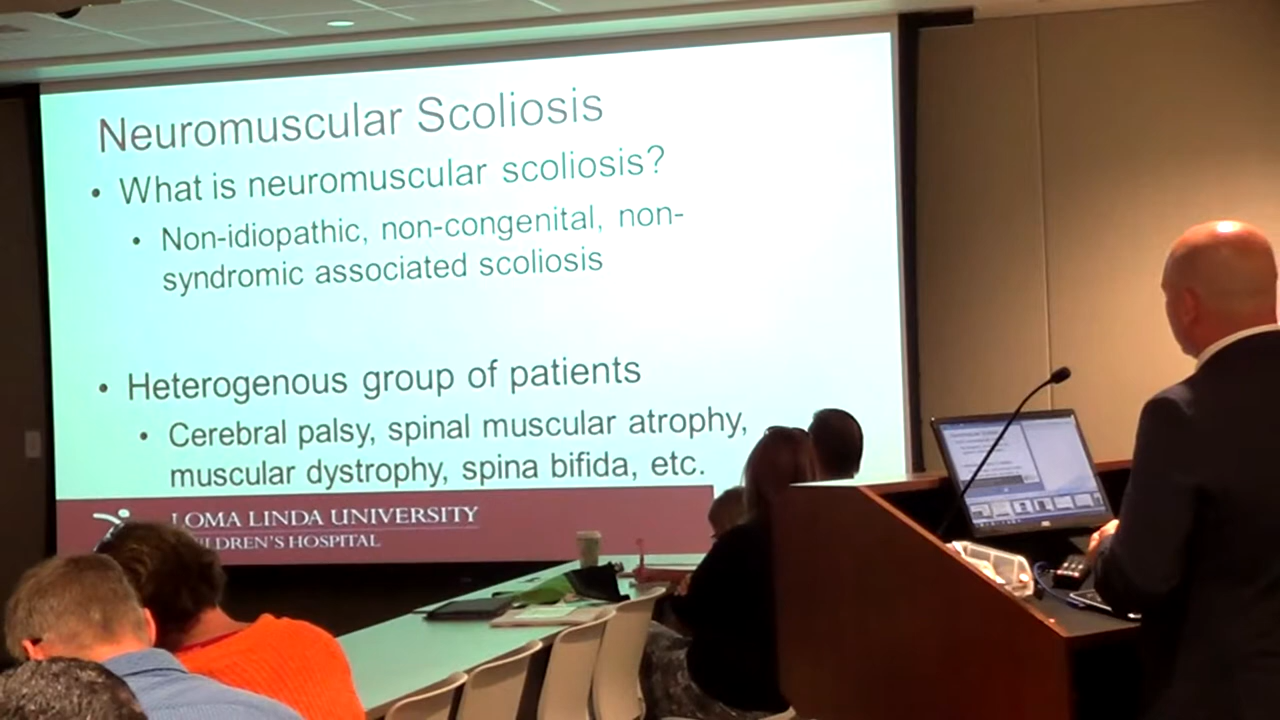 Neuromuscular Scoliosis
• What is neuromuscular scoliosis?
• Non-idiopathic, non-congenital, non-
syndromic associated scoliosis
• Heterogenous group of patients
• Cerebral palsy, spinal muscular atrophy,
muscular dystrophy, spina bifida, etc.
LOMA LINDA UNIVERSITY
HILDREN'S HOSPITAL